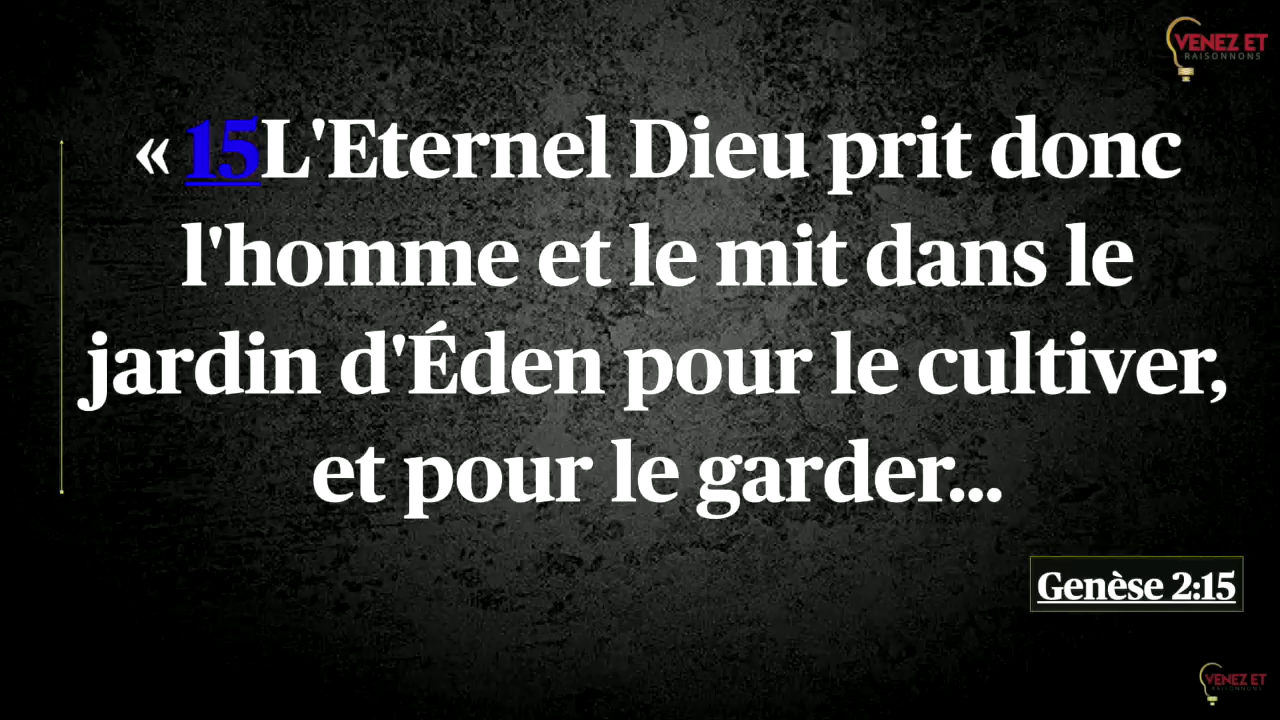 VENEZ ET
RAISONNONS
« 15L'Eternel Dieu prit donc
l'homme et le mit dans le
jardin d'Éden pour le cultiver,
et pour le garder...
Genèse 2:15
VENEZ ET
RAISONNONS